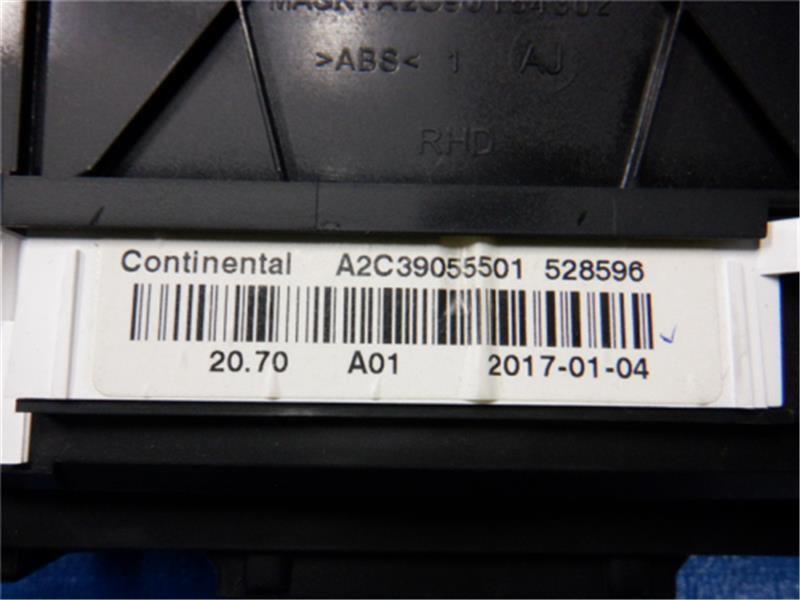 >ABS< 1 AJ
RHD
Continental A2C39055501 528596
20.70 A01 2017-01-04